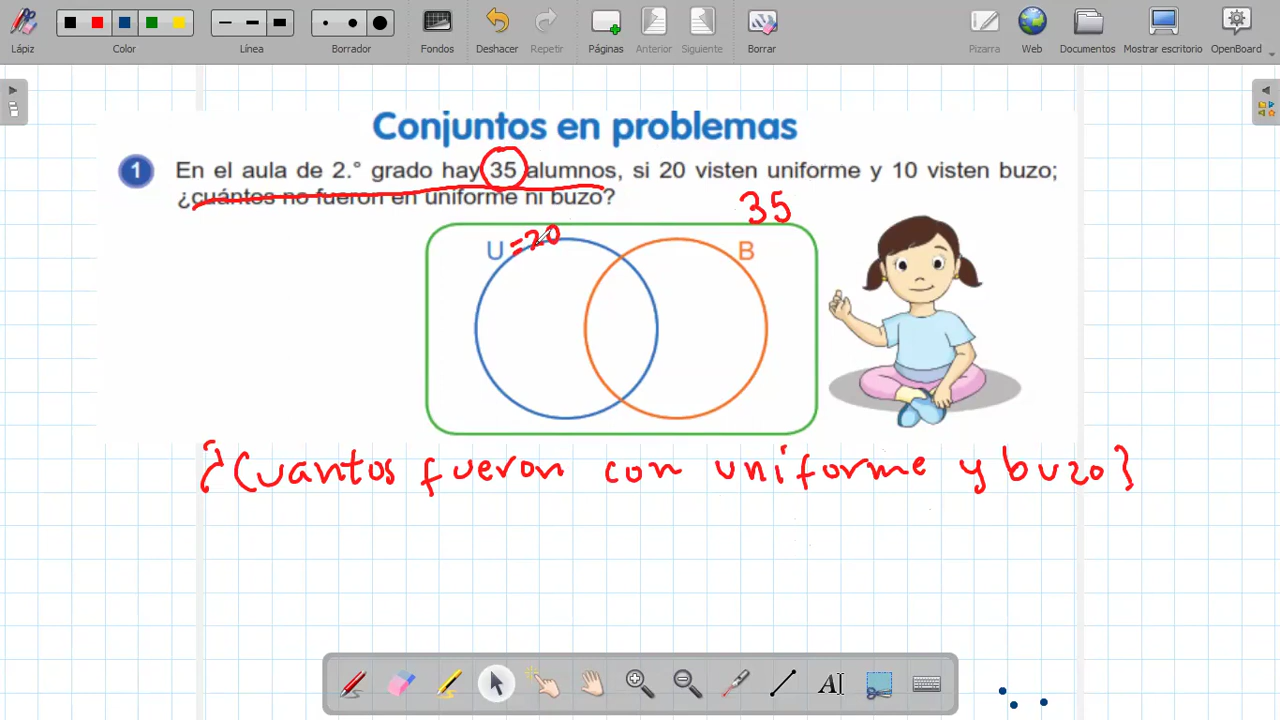 Lápiz
Color
Línea
Borrador
Fondos
Deshacer
Repetir
Páginas
Anterior
Siguiente
Borrar
Pizarra
Web
Documentos
Mostrar escritorio
OpenBoard
Conjuntos en problemas
1 En el aula de 2.° grado hay 35 alumnos, si 20 visten uniforme y 10 visten buzo;
¿cuántos no fueron en uniforme ni buzo?
35
U =20
B
¿Cuantos fueron con uniforme y buzo?
AI